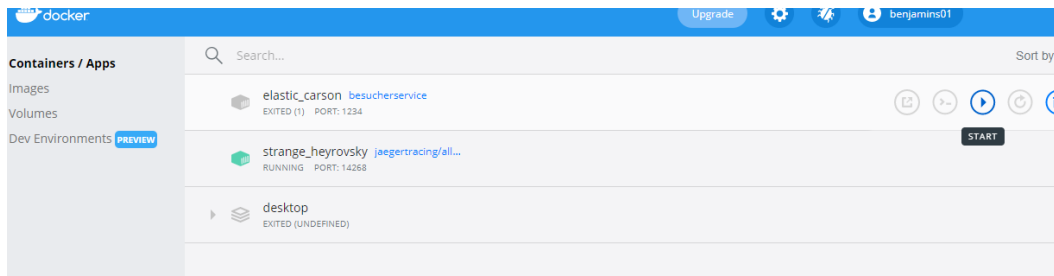 docker
Upgrade
benjamins01
Containers / Apps
Images
Volumes
Dev Environments PREVIEW
Search...
Sort by
elastic_carson besucherservice
EXITED (1) PORT: 1234
START
strange_heyrovsky jaegertracing/all...
RUNNING PORT: 14268
desktop
EXITED (UNDEFINED)